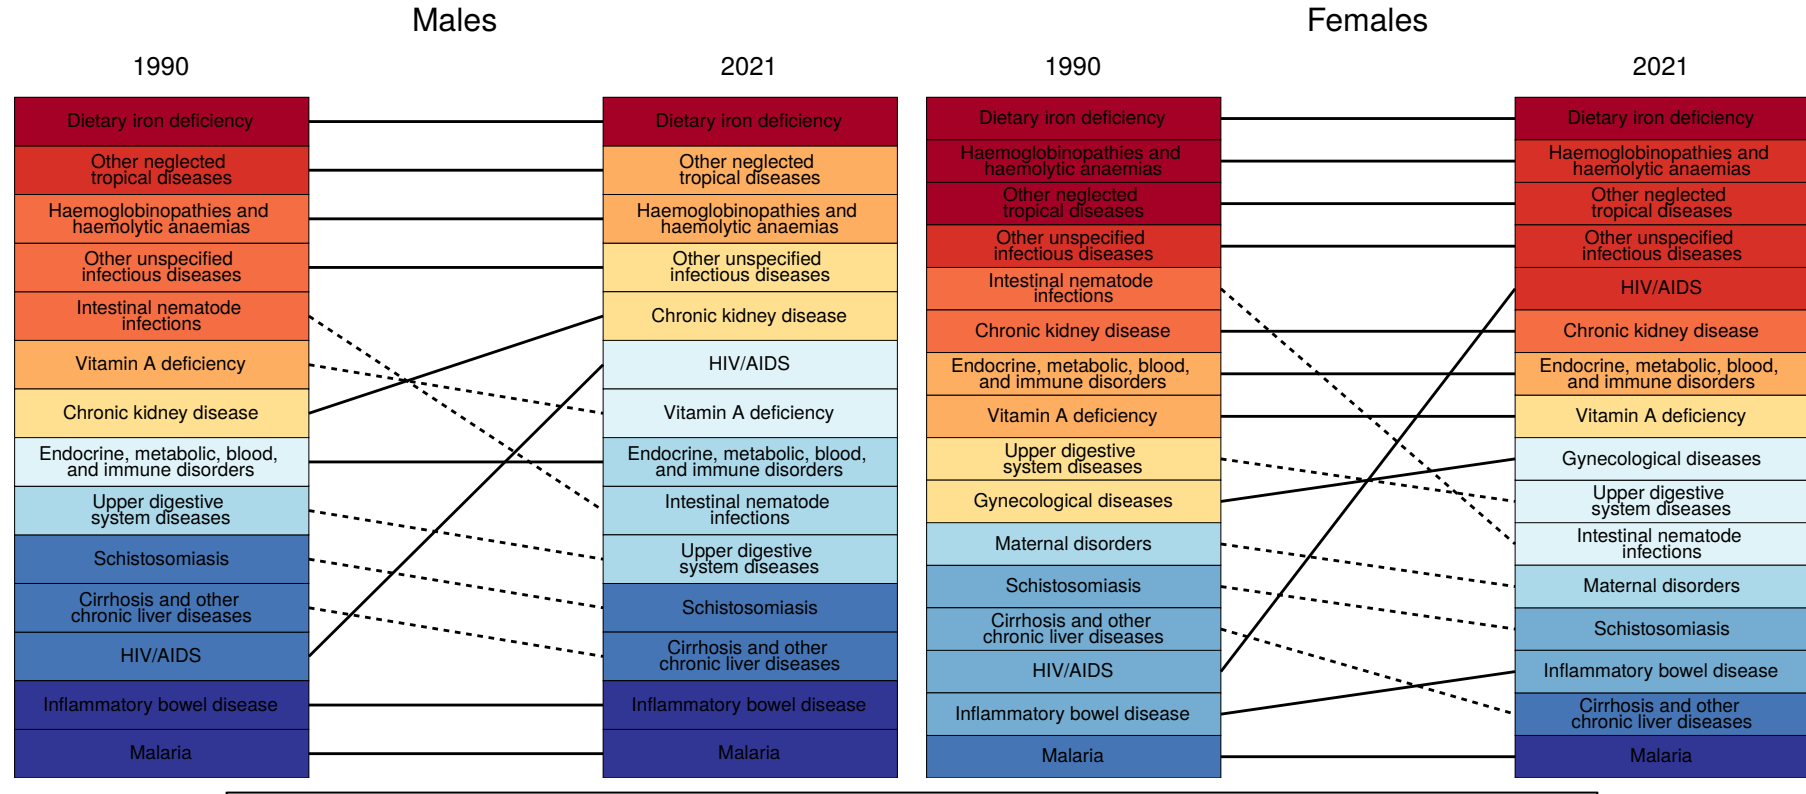 Males
1990
2021
Dietary iron deficiency
Other neglected
tropical diseases
Haemoglobinopathies and
haemolytic anaemias
Other unspecified
infectious diseases
Intestinal nematode
infections
Vitamin A deficiency
Chronic kidney disease
Endocrine, metabolic, blood,
and immune disorders
Upper digestive
system diseases
Schistosomiasis
Cirrhosis and other
chronic liver diseases
HIV/AIDS
Inflammatory bowel disease
Malaria
Dietary iron deficiency
Other neglected
tropical diseases
Haemoglobinopathies and
haemolytic anaemias
Other unspecified
infectious diseases
Chronic kidney disease
HIV/AIDS
Vitamin A deficiency
Endocrine, metabolic, blood,
and immune disorders
Intestinal nematode
infections
Upper digestive
system diseases
Schistosomiasis
Cirrhosis and other
chronic liver diseases
Inflammatory bowel disease
Malaria
Females
1990
2021
Dietary iron deficiency
Haemoglobinopathies and
haemolytic anaemias
Other neglected
tropical diseases
Other unspecified
infectious diseases
Intestinal nematode
infections
Chronic kidney disease
Endocrine, metabolic, blood,
and immune disorders
Vitamin A deficiency
Upper digestive
system diseases
Gynecological diseases
Maternal disorders
Schistosomiasis
Cirrhosis and other
chronic liver diseases
HIV/AIDS
Inflammatory bowel disease
Malaria
Dietary iron deficiency
Haemoglobinopathies and
haemolytic anaemias
Other neglected
tropical diseases
Other unspecified
infectious diseases
HIV/AIDS
Chronic kidney disease
Endocrine, metabolic, blood,
and immune disorders
Vitamin A deficiency
Gynecological diseases
Upper digestive
system diseases
Intestinal nematode
infections
Maternal disorders
Schistosomiasis
Inflammatory bowel disease
Cirrhosis and other
chronic liver diseases
Malaria